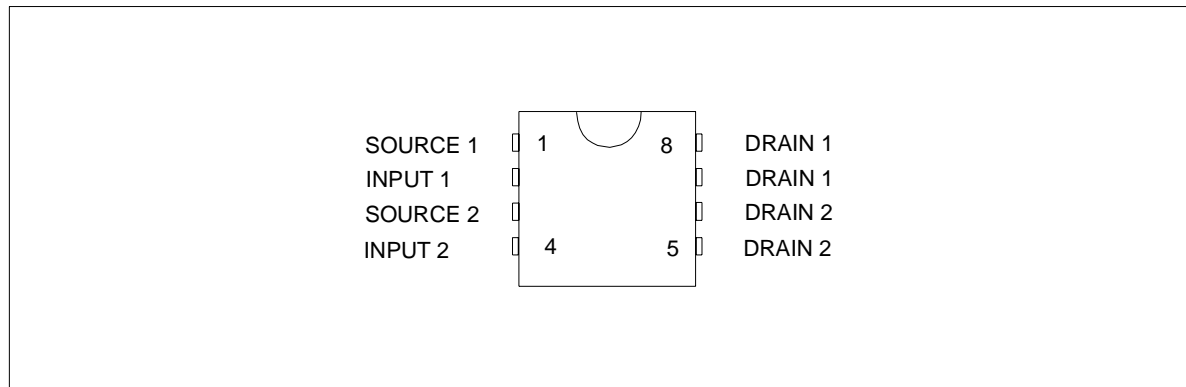 SOURCE 1 1 8 DRAIN 1
INPUT 1 DRAIN 1
SOURCE 2 DRAIN 2
INPUT 2 4 5 DRAIN 2